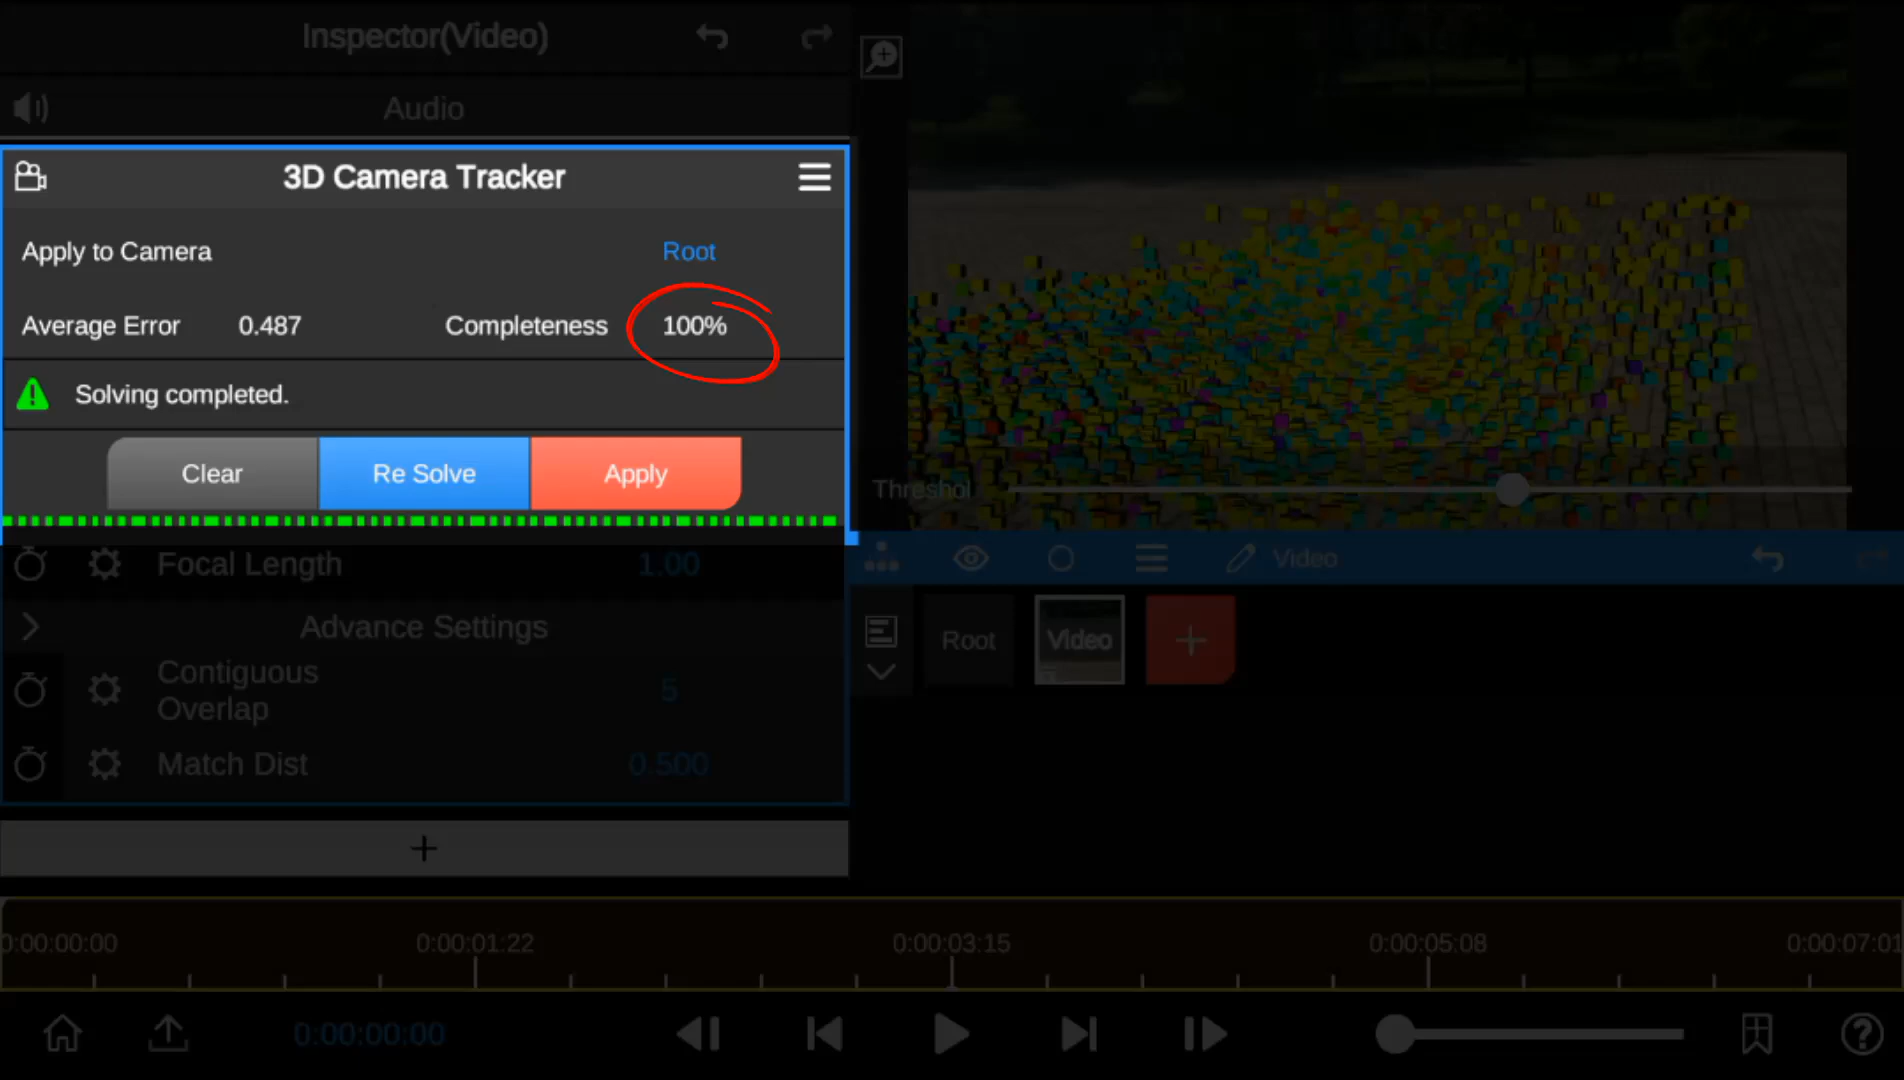 Inspector(Video)
Audio
3D Camera Tracker
Apply to Camera Root
Average Error 0.487 Completeness 100%
Solving completed.
Clear Re Solve Apply
Focal Length 1.00
Advance Settings
Contiguous
Overlap 5
Match Dist 0.500
+
Threshol
Video
Root Video +
0:00:00:00 0:00:01:22 0:00:03:15 0:00:05:08 0:00:07:01
0:00:00:00